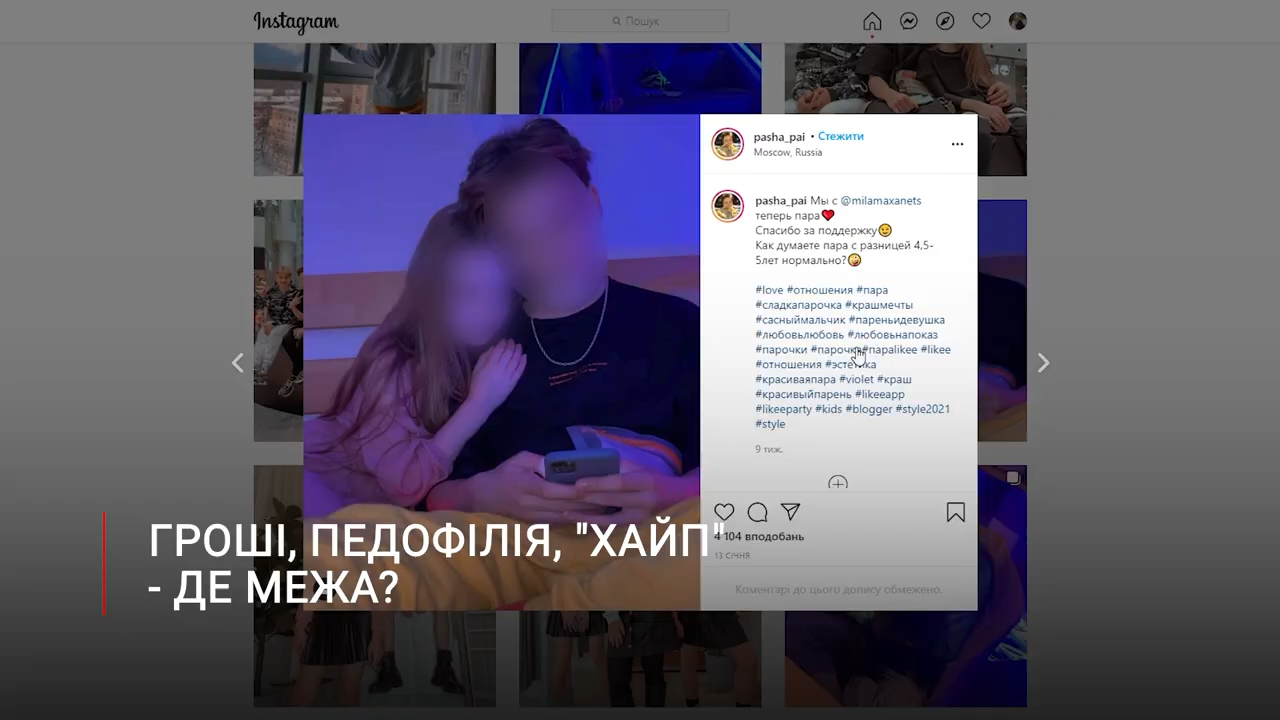 Instagram
Пошук
pasha_pai • Стежити
Moscow, Russia
pasha_pai Мы с @milamaxanets
теперь пара❤️
Спасибо за поддержку😉
Как думаете пара с разницей 4,5-
5лет нормально?🤪
#love #отношения #пара
#сладкапарочка #крашмечты
#сасныймальчик #пареньидевушка
#любовьлюбовь #любовьнапоказ
#парочки #парочка #папаlikee #likee
#отношения #эстетика
#красиваяпара #violet #краш
#красивыйпарень #likeeapp
#likeeparty #kids #blogger #style2021
#style
9 тиж.
4 104 вподобань
13 СІЧНЯ
Коментарі до цього допису обмежено.
ГРОШІ, ПЕДОФІЛІЯ, "ХАЙП"
- ДЕ МЕЖА?